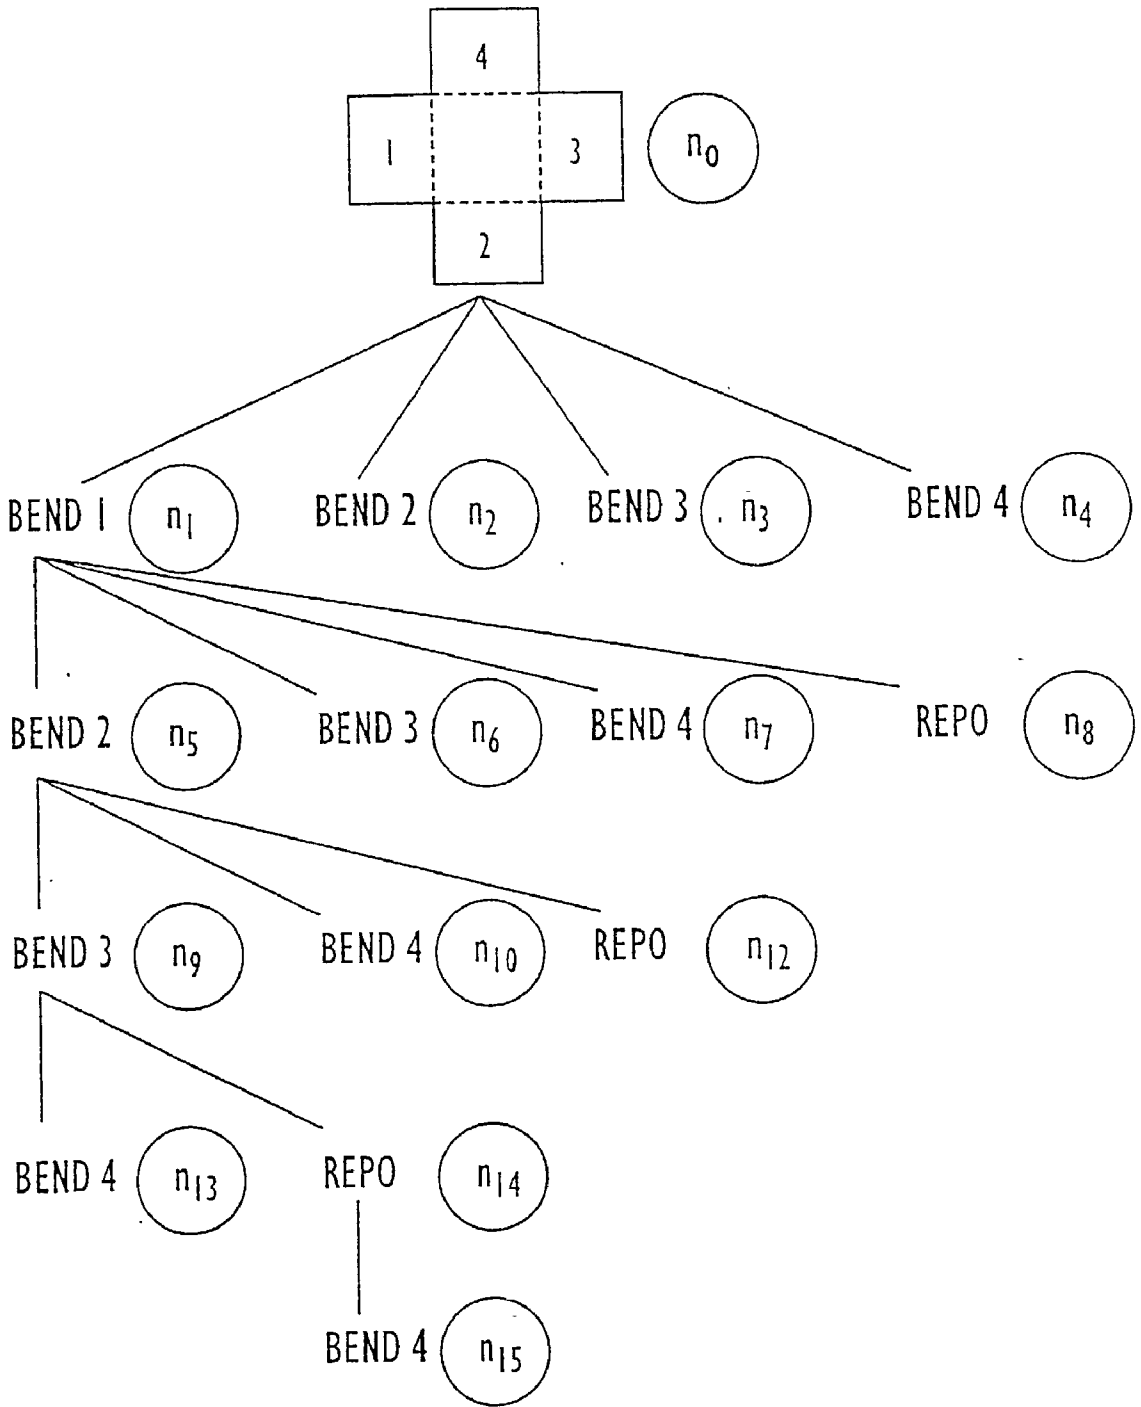 4
1 3 n0
2
BEND 1 n1 BEND 2 n2 BEND 3 n3 BEND 4 n4
BEND 2 n5 BEND 3 n6 BEND 4 n7 REPO n8
BEND 3 n9 BEND 4 n10 REPO n12
BEND 4 n13 REPO n14
BEND 4 n15